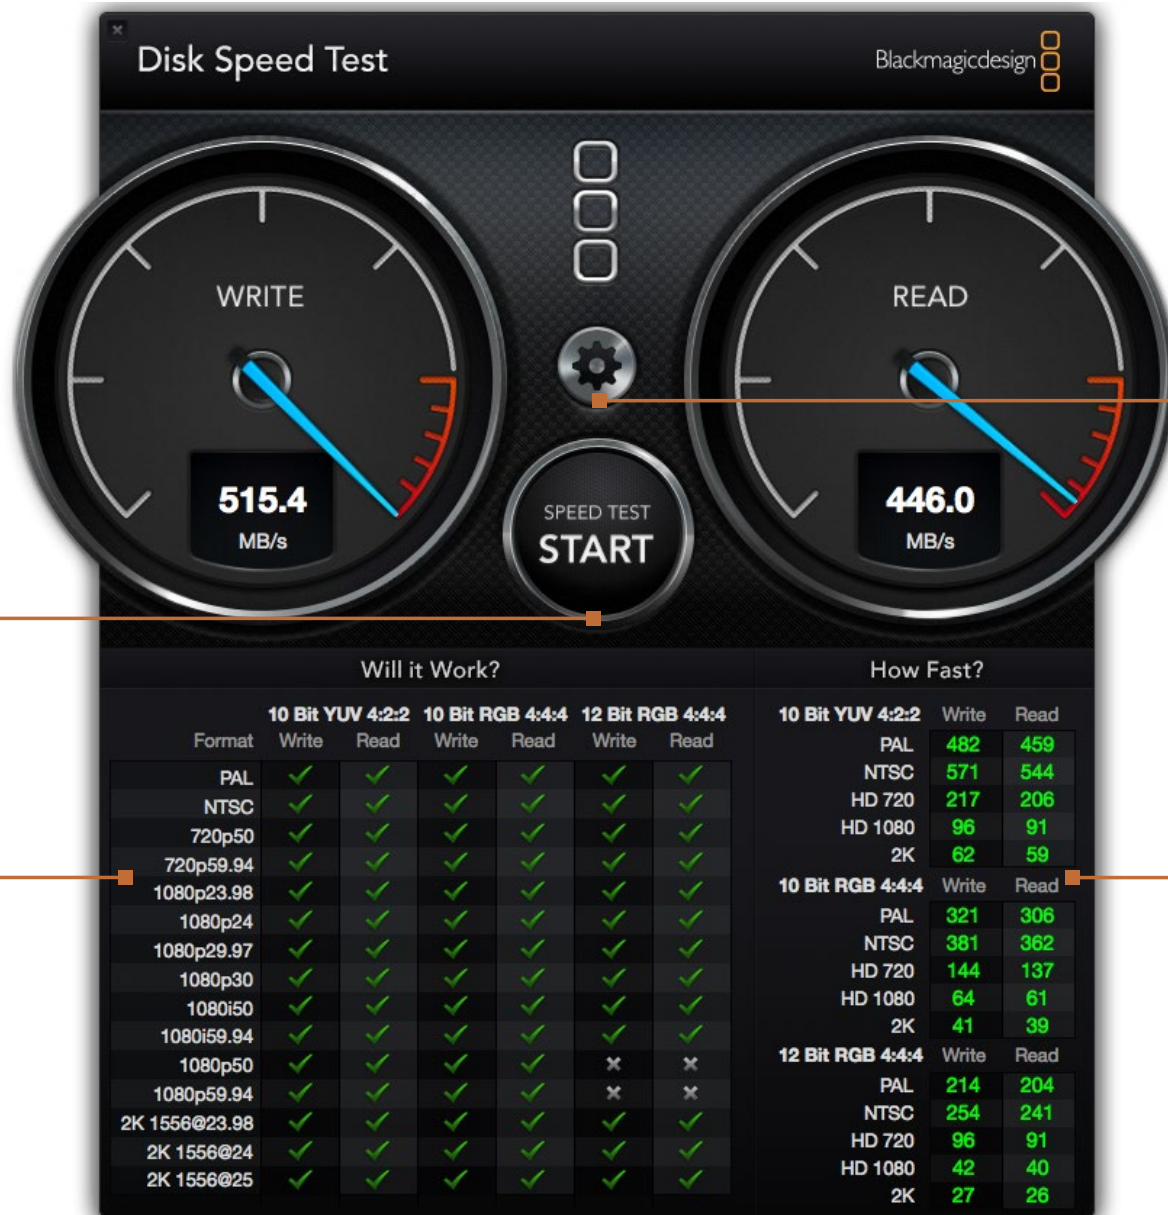 Disk Speed Test
Blackmagicdesign
WRITE
515.4
MB/s
READ
446.0
MB/s
SPEED TEST
START
Will it Work?
10 Bit YUV 4:2:2 10 Bit RGB 4:4:4 12 Bit RGB 4:4:4
Format Write Read Write Read Write Read
PAL
NTSC
720p50
720p59.94
1080p23.98
1080p24
1080p29.97
1080p30
1080i50
1080i59.94
1080p50
1080p59.94
2K 1556@23.98
2K 1556@24
2K 1556@25
How Fast?
10 Bit YUV 4:2:2 Write Read
PAL 482 459
NTSC 571 544
HD 720 217 206
HD 1080 96 91
2K 62 59
10 Bit RGB 4:4:4 Write Read
PAL 321 306
NTSC 381 362
HD 720 144 137
HD 1080 64 61
2K 41 39
12 Bit RGB 4:4:4 Write Read
PAL 214 204
NTSC 254 241
HD 720 96 91
HD 1080 42 40
2K 27 26